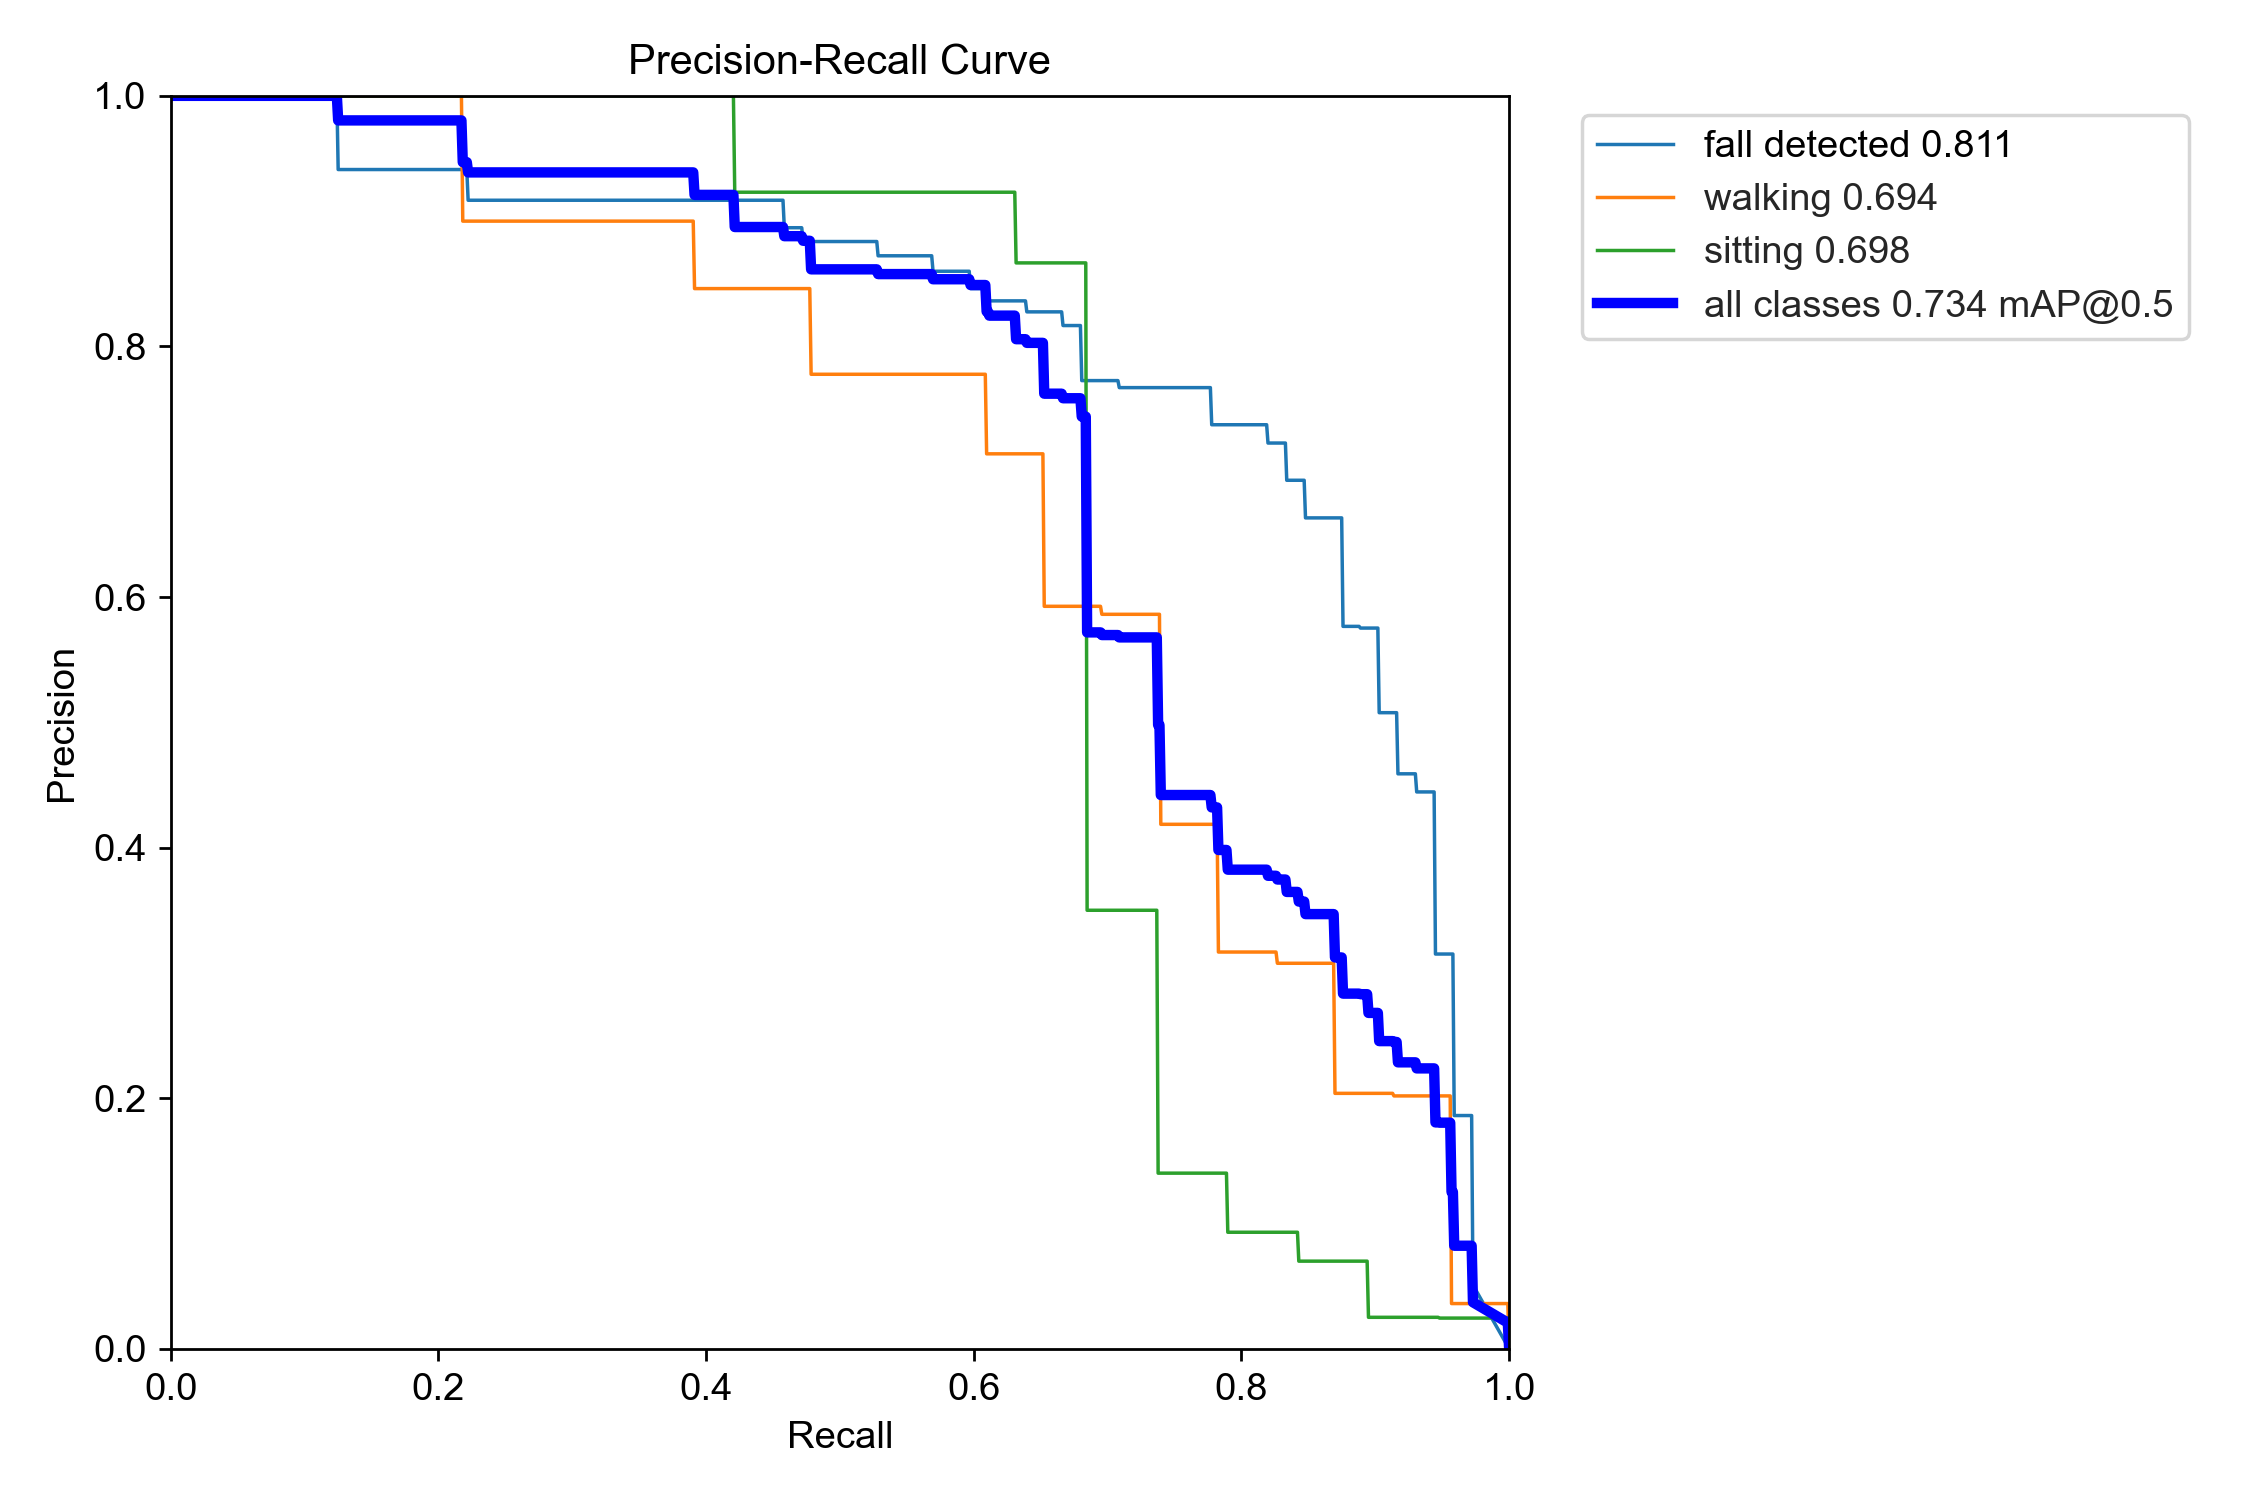 Precision-Recall Curve
1.0
0.8
0.6
0.4
0.2
0.0
Precision
0.0 0.2 0.4 0.6 0.8 1.0
Recall
fall detected 0.811
walking 0.694
sitting 0.698
all classes 0.734 mAP@0.5